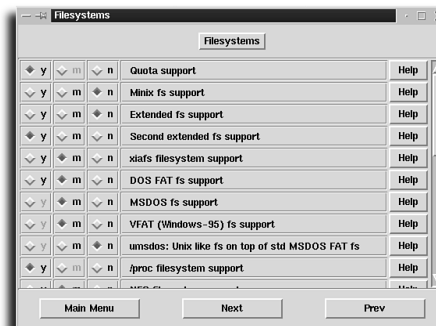 Filesystems
Filesystems
y m n Quota support Help
y m n Minix fs support Help
y m n Extended fs support Help
y m n Second extended fs support Help
y m n xiafs filesystem support Help
y m n DOS FAT fs support Help
y m n MSDOS fs support Help
y m n VFAT (Windows-95) fs support Help
y m n umsdos: Unix like fs on top of std MSDOS FAT fs Help
y m n /proc filesystem support Help
Main Menu Next Prev